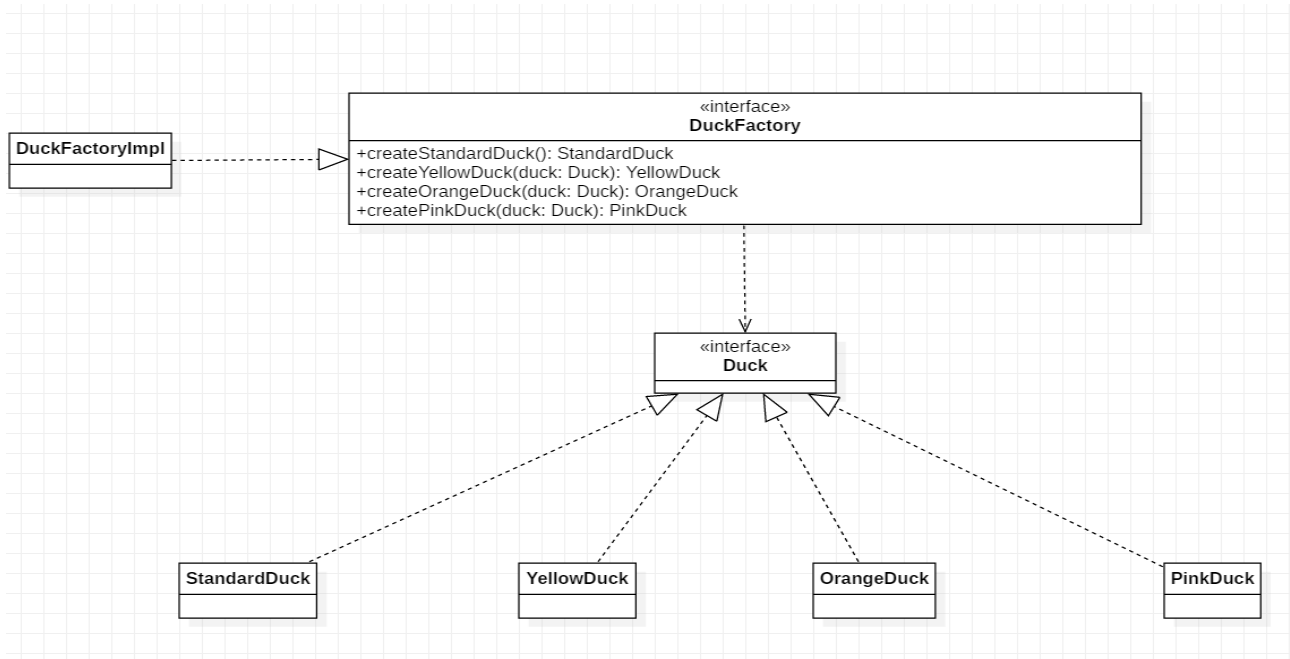 «interface»
DuckFactory
DuckFactoryImpl
+createStandardDuck(): StandardDuck
+createYellowDuck(duck: Duck): YellowDuck
+createOrangeDuck(duck: Duck): OrangeDuck
+createPinkDuck(duck: Duck): PinkDuck
«interface»
Duck
StandardDuck
YellowDuck
OrangeDuck
PinkDuck